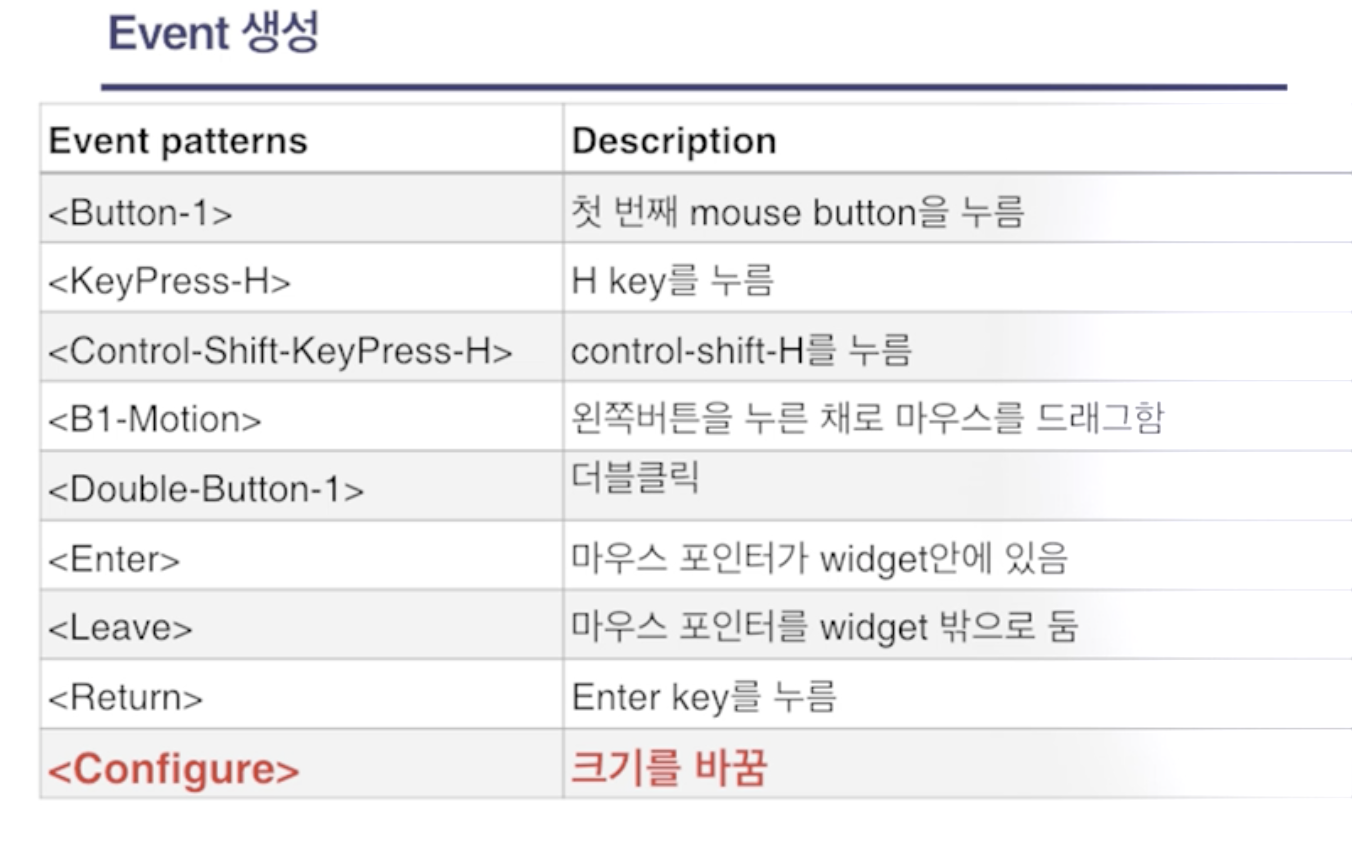 Event 생성
Event patterns Description
<Button-1> 첫 번째 mouse button을 누름
<KeyPress-H> H key를 누름
<Control-Shift-KeyPress-H> control-shift-H를 누름
<B1-Motion> 왼쪽버튼을 누른 채로 마우스를 드래그함
<Double-Button-1> 더블클릭
<Enter> 마우스 포인터가 widget안에 있음
<Leave> 마우스 포인터를 widget 밖으로 둠
<Return> Enter key를 누름
<Configure> 크기를 바꿈